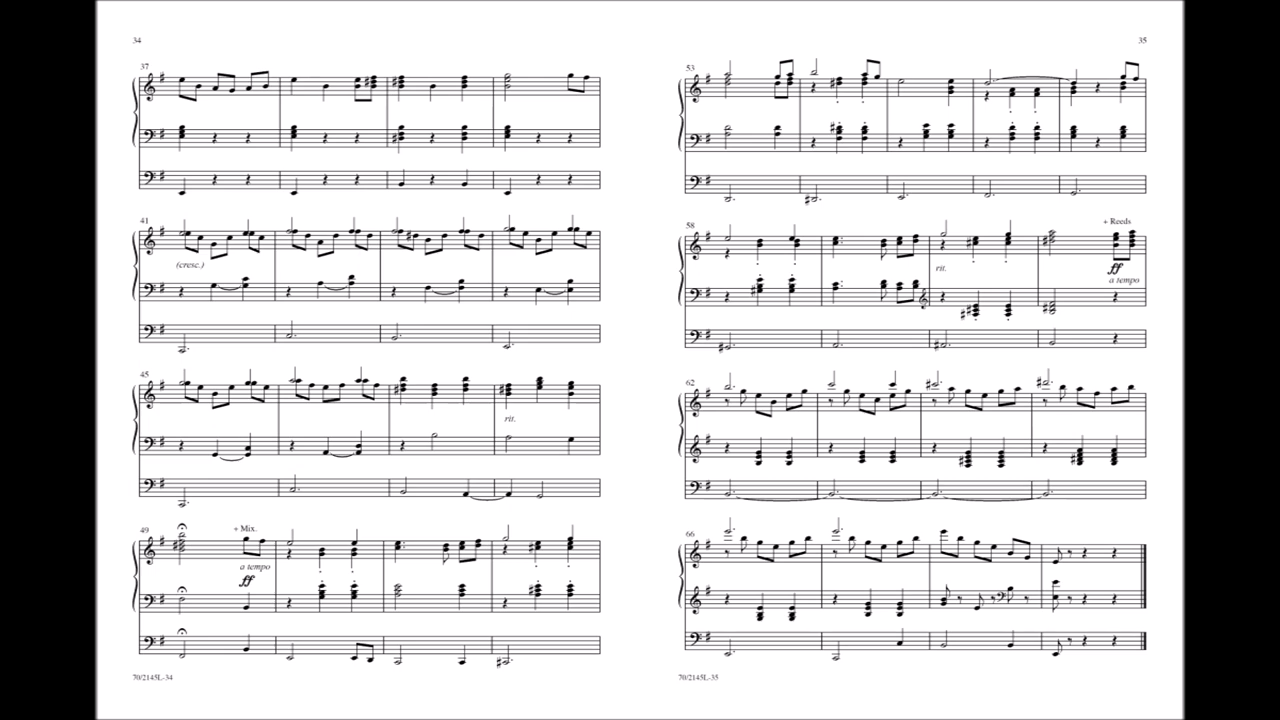 34
37
41
(cresc.)
45
rit.
49
+ Mix.
a tempo
ff
70/2145L-34
35
53
58
+ Reeds
rit.
ff
a tempo
62
66
70/2145L-35